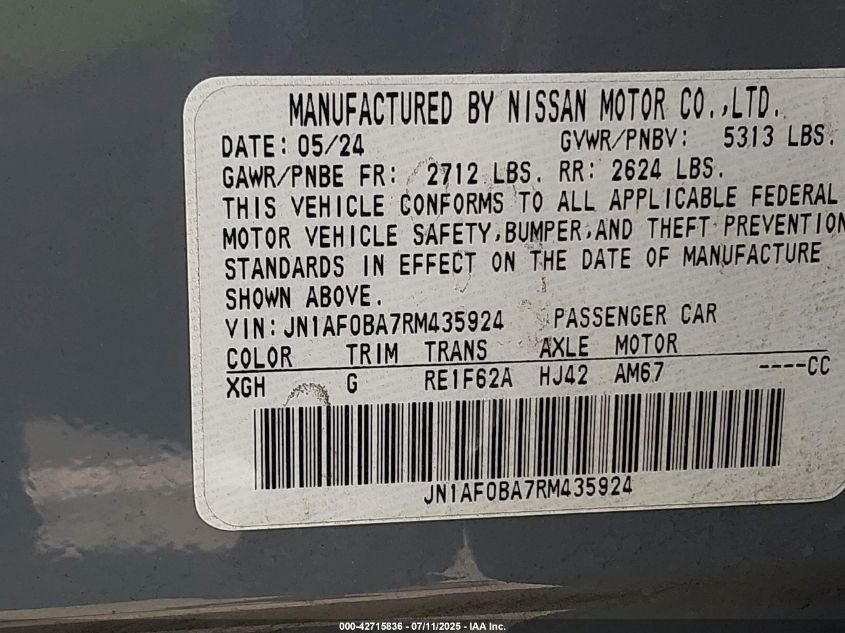 MANUFACTURED BY NISSAN MOTOR CO.,LTD.
DATE: 05/24 GVWR/PNBV: 5313 LBS.
GAWR/PNBE FR: 2712 LBS. RR: 2624 LBS.
THIS VEHICLE CONFORMS TO ALL APPLICABLE FEDERAL
MOTOR VEHICLE SAFETY,BUMPER,AND THEFT PREVENTION
STANDARDS IN EFFECT ON THE DATE OF MANUFACTURE
SHOWN ABOVE.
VIN: JN1AF0BA7RM435924 PASSENGER CAR
COLOR TRIM TRANS AXLE MOTOR
XGH G RE1F62A HJ42 AM67 ----CC
JN1AF0BA7RM435924
000-42715836 - 07/11/2025 - IAA Inc.